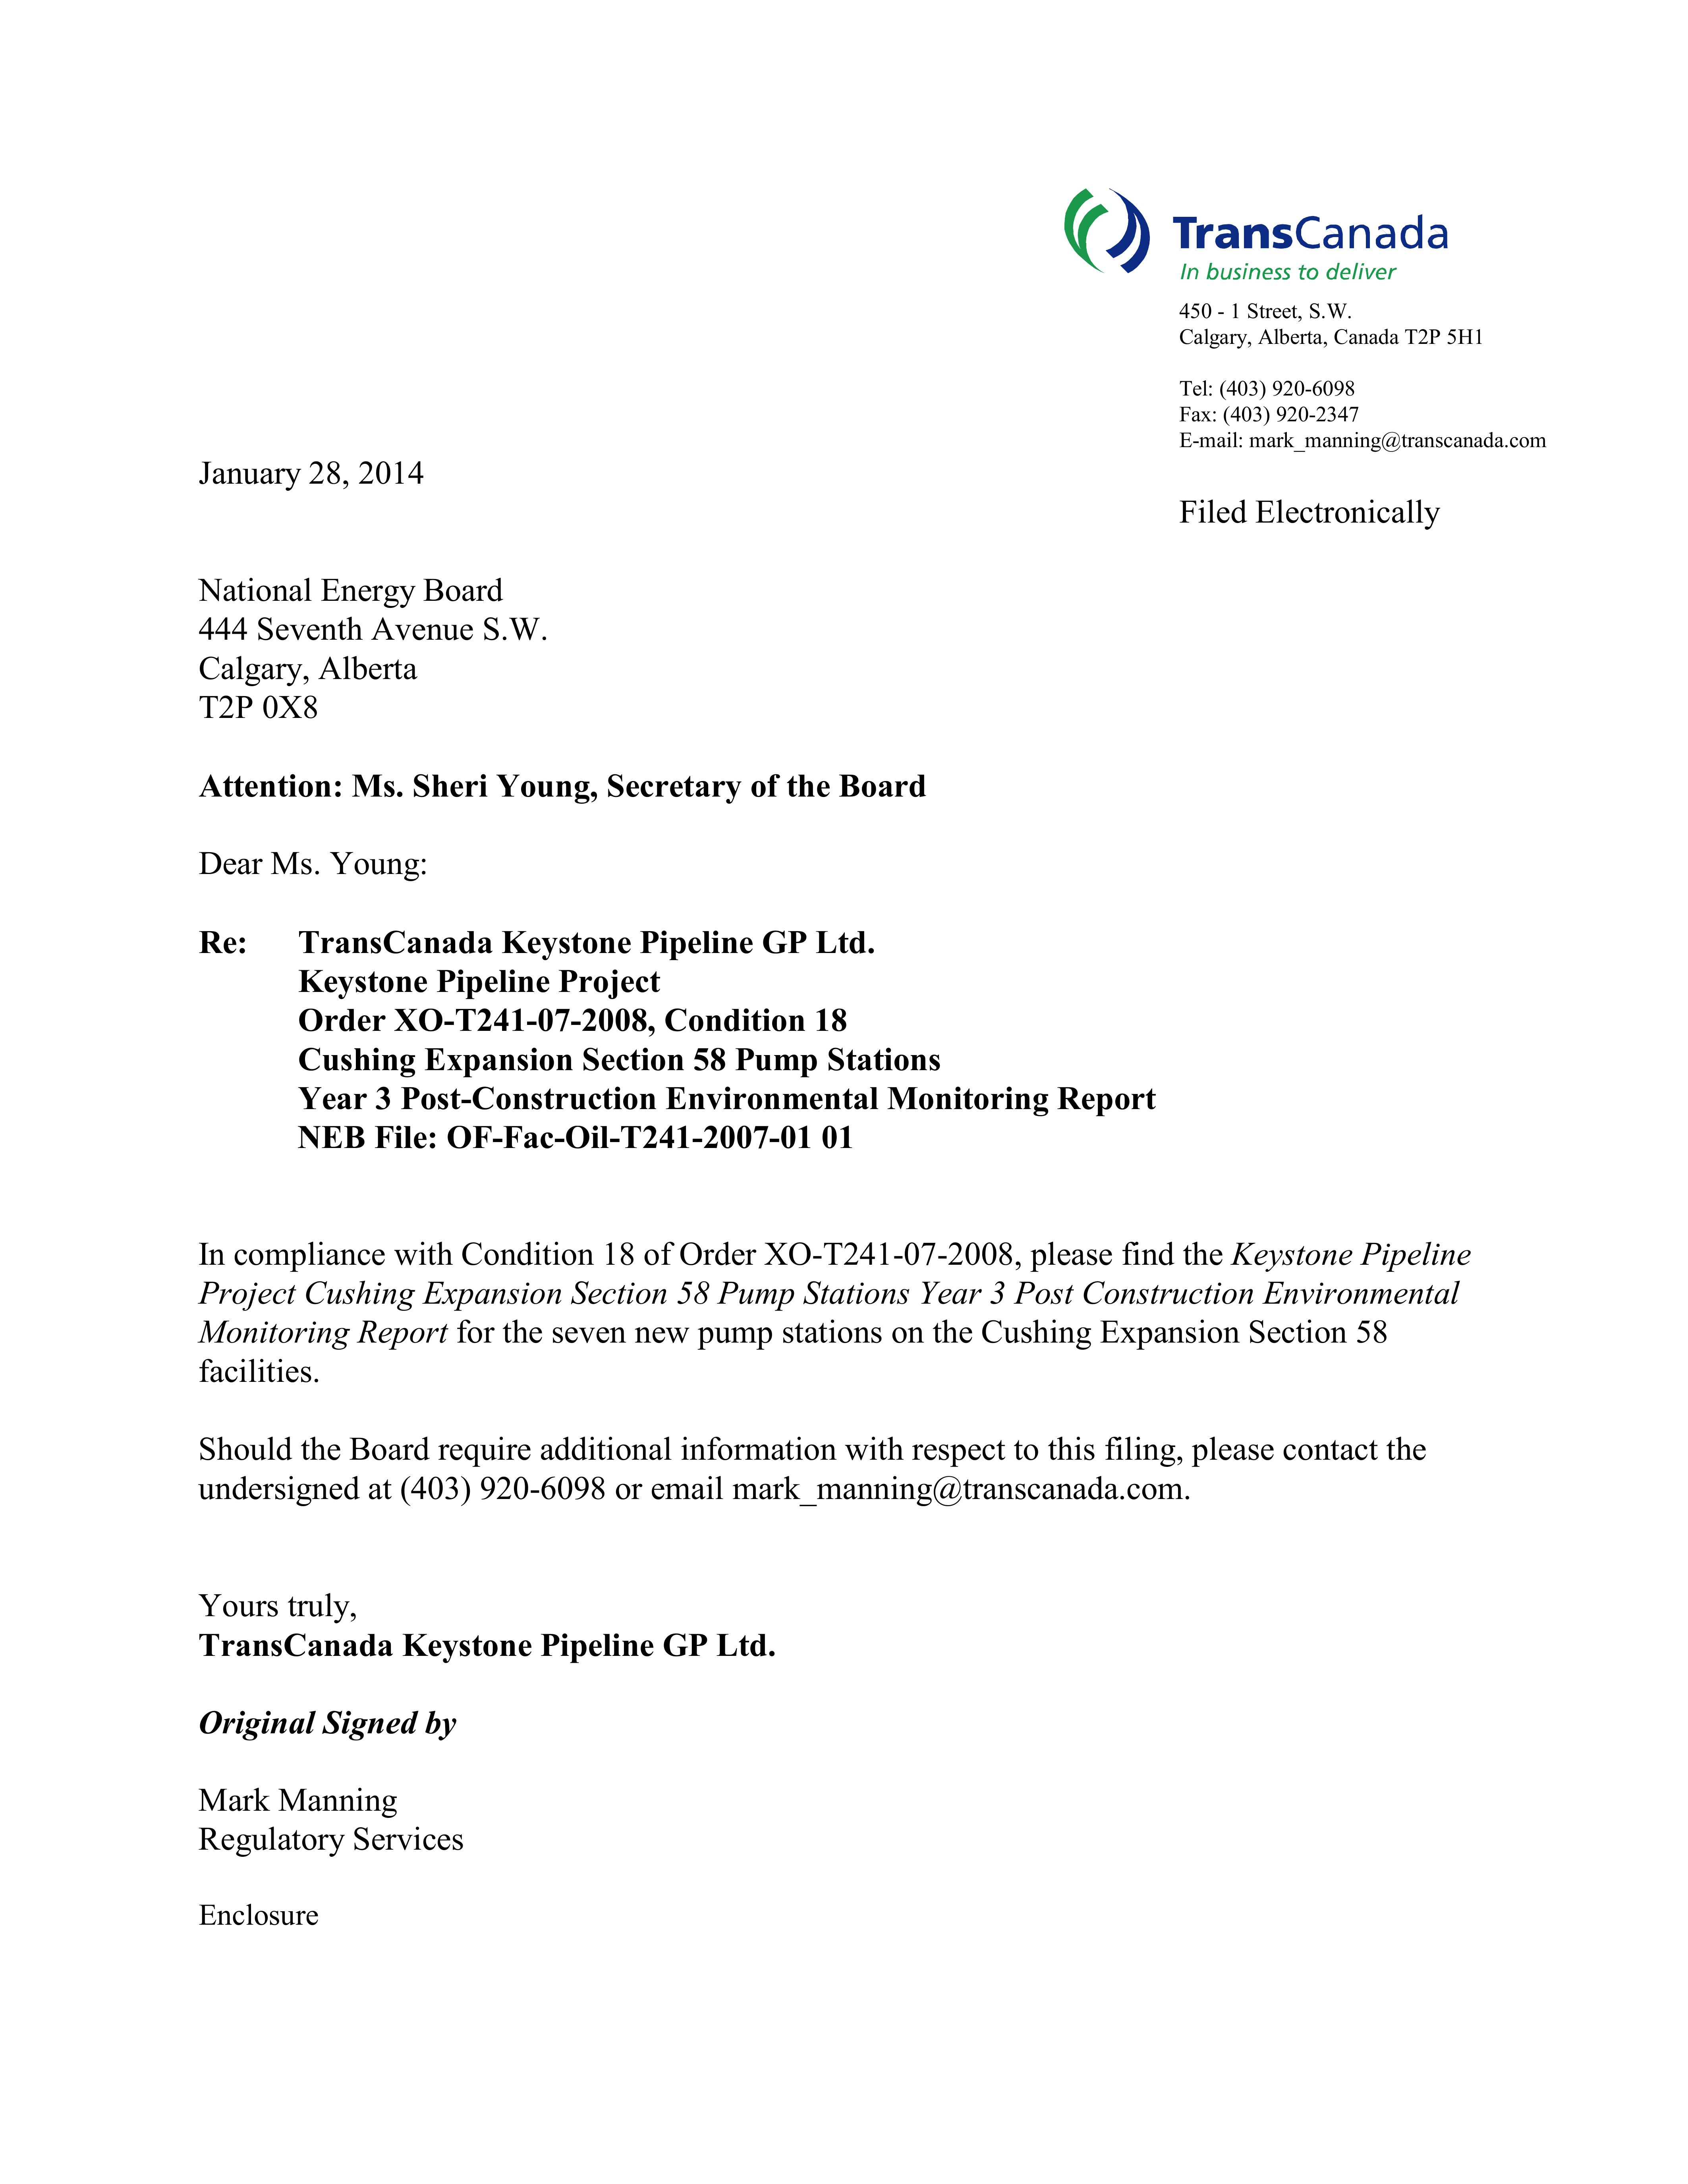 TransCanada
In business to deliver
450 - 1 Street, S.W.
Calgary, Alberta, Canada T2P 5H1
Tel: (403) 920-6098
Fax: (403) 920-2347
E-mail: mark_manning@transcanada.com
January 28, 2014
Filed Electronically
National Energy Board
444 Seventh Avenue S.W.
Calgary, Alberta
T2P 0X8
Attention: Ms. Sheri Young, Secretary of the Board
Dear Ms. Young:
Re: TransCanada Keystone Pipeline GP Ltd.
Keystone Pipeline Project
Order XO-T241-07-2008, Condition 18
Cushing Expansion Section 58 Pump Stations
Year 3 Post-Construction Environmental Monitoring Report
NEB File: OF-Fac-Oil-T241-2007-01 01
In compliance with Condition 18 of Order XO-T241-07-2008, please find the Keystone Pipeline
Project Cushing Expansion Section 58 Pump Stations Year 3 Post Construction Environmental
Monitoring Report for the seven new pump stations on the Cushing Expansion Section 58
facilities.
Should the Board require additional information with respect to this filing, please contact the
undersigned at (403) 920-6098 or email mark_manning@transcanada.com.
Yours truly,
TransCanada Keystone Pipeline GP Ltd.
Original Signed by
Mark Manning
Regulatory Services
Enclosure